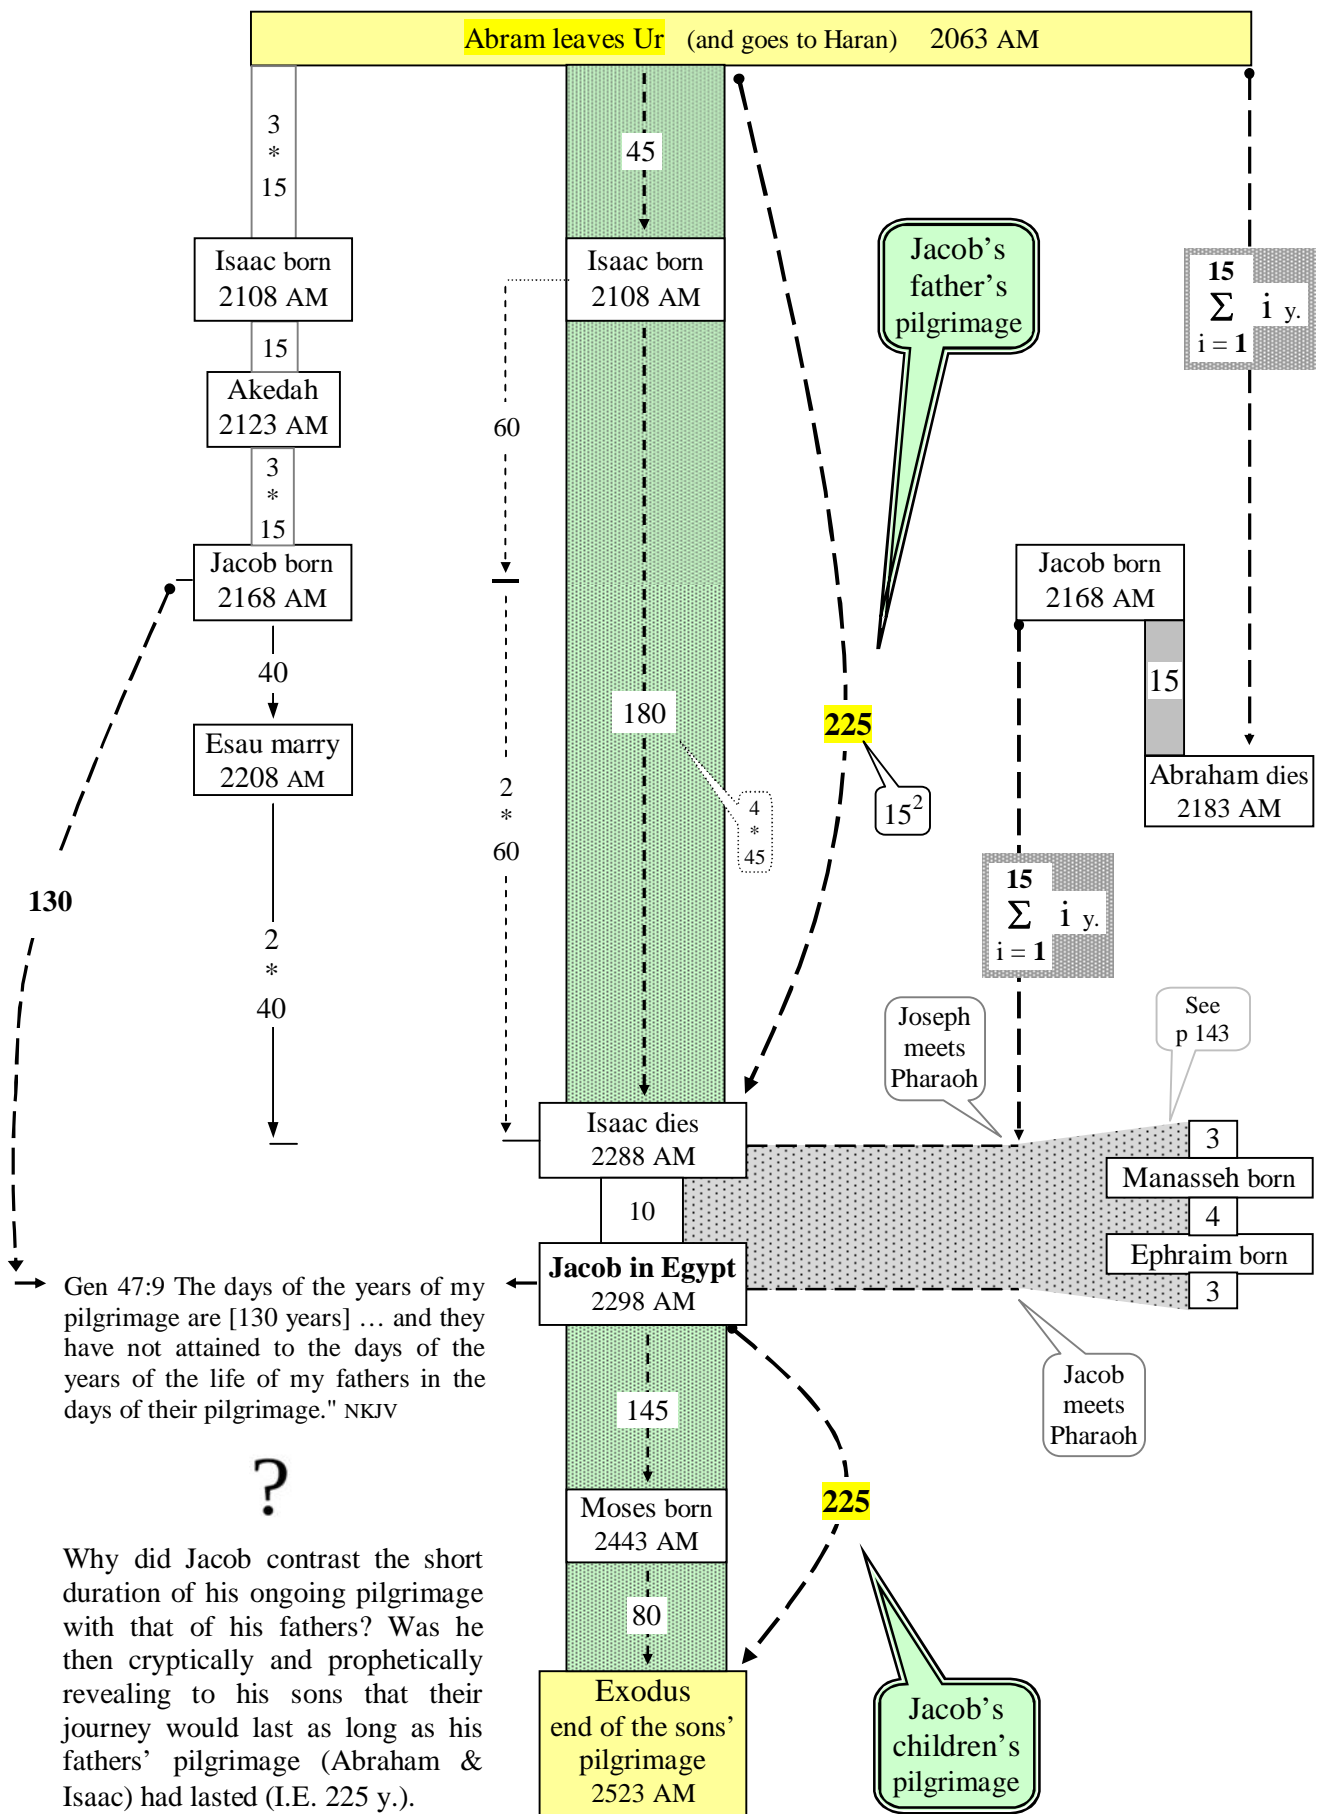 Abram leaves Ur (and goes to Haran) 2063 AM
3
*
15
45
Isaac born
2108 AM
Isaac born
2108 AM
Jacob's
father's
pilgrimage
15
Σ i y.
i = 1
15
Akedah
2123 AM
60
3
*
15
Jacob born
2168 AM
Jacob born
2168 AM
40
15
180
225
Esau marry
2208 AM
Abraham dies
2183 AM
2
*
60
4
*
45
15²
130
15
Σ i y.
i = 1
2
*
40
Joseph
meets
Pharaoh
See
p 143
Isaac dies
2288 AM
3
Manasseh born
10
4
Ephraim born
3
Jacob in Egypt
2298 AM
Gen 47:9 The days of the years of my
pilgrimage are [130 years] … and they
have not attained to the days of the
years of the life of my fathers in the
days of their pilgrimage." NKJV
Jacob
meets
Pharaoh
145
?
225
Moses born
2443 AM
Why did Jacob contrast the short
duration of his ongoing pilgrimage
with that of his fathers? Was he
then cryptically and prophetically
revealing to his sons that their
journey would last as long as his
fathers' pilgrimage (Abraham &
Isaac) had lasted (I.E. 225 y.).
80
Exodus
end of the sons'
pilgrimage
2523 AM
Jacob's
children's
pilgrimage